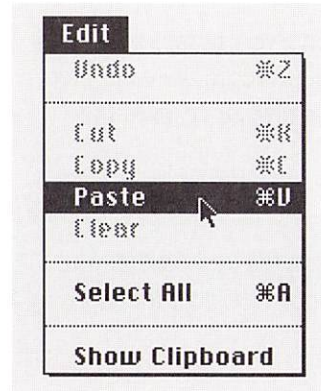 Edit
Undo ⌘Z
Cut ⌘X
Copy ⌘C
Paste ⌘V
Clear
Select All ⌘A
Show Clipboard